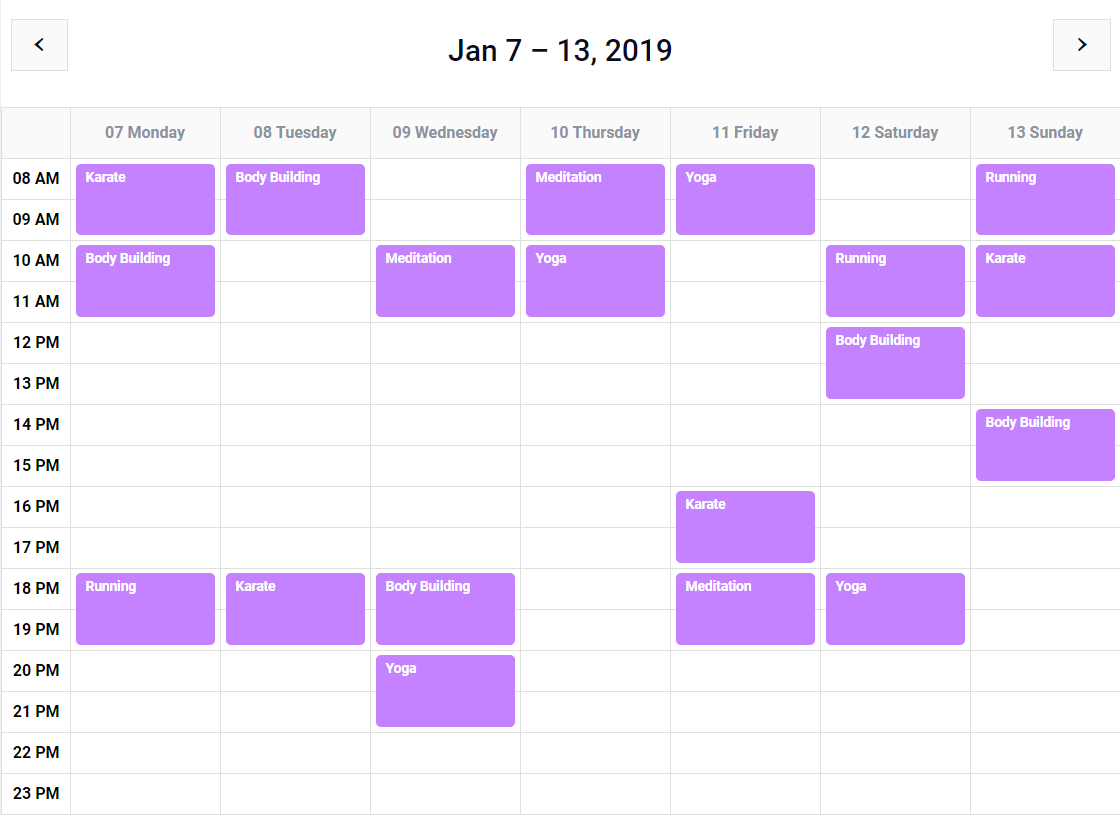 Jan 7 – 13, 2019
07 Monday 08 Tuesday 09 Wednesday 10 Thursday 11 Friday 12 Saturday 13 Sunday
08 AM Karate Body Building Meditation Yoga Running
09 AM
10 AM Body Building Meditation Yoga Running Karate
11 AM
12 PM Body Building
13 PM
14 PM Body Building
15 PM
16 PM Karate
17 PM
18 PM Running Karate Body Building Meditation Yoga
19 PM
20 PM Yoga
21 PM
22 PM
23 PM